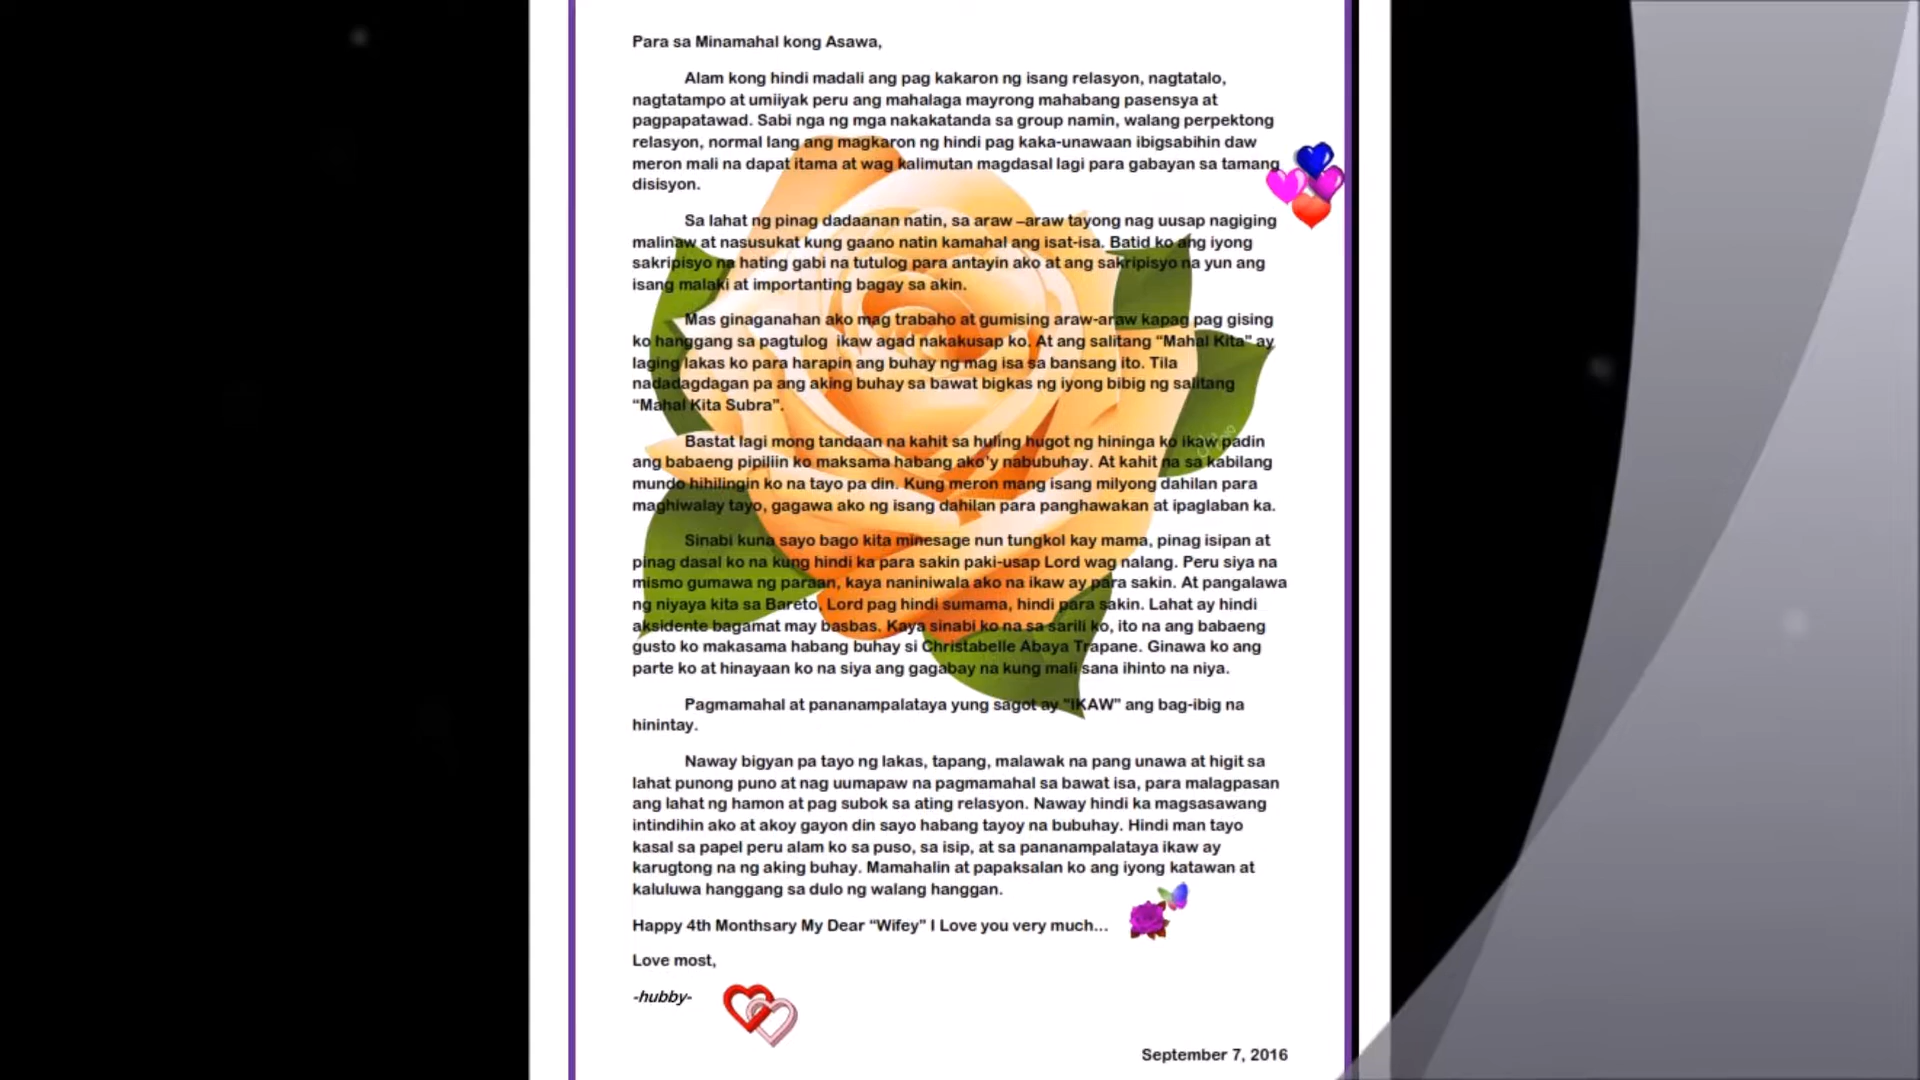 Para sa Minamahal kong Asawa,
Alam kong hindi madali ang pag kakaron ng isang relasyon, nagtatalo,
nagtatampo at umiiyak peru ang mahalaga mayrong mahabang pasensya at
pagpapatawad. Sabi nga ng mga nakakatanda sa group namin, walang perpektong
relasyon, normal lang ang magkaron ng hindi pag kaka-unawaan ibigsabihin daw
meron mali na dapat itama at wag kalimutan magdasal lagi para gabayan sa tamang
disisyon.
Sa lahat ng pinag dadaanan natin, sa araw –araw tayong nag uusap nagiging
malinaw at nasusukat kung gaano natin kamahal ang isat-isa. Batid ko ang iyong
sakripisyo na hating gabi na tutulog para antayin ako at ang sakripisyo na yun ang
isang malaki at importanting bagay sa akin.
Mas ginaganahan ako mag trabaho at gumising araw-araw kapag pag gising
ko hanggang sa pagtulog ikaw agad nakakusap ko. At ang salitang “Mahal Kita” ay
laging lakas ko para harapin ang buhay ng mag isa sa bansang ito. Tila
nadadagdagan pa ang aking buhay sa bawat bigkas ng iyong bibig ng salitang
“Mahal Kita Subra”.
Bastat lagi mong tandaan na kahit sa huling hugot ng hininga ko ikaw padin
ang babaeng pipiliin ko maksama habang ako’y nabubuhay. At kahit na sa kabilang
mundo hihilingin ko na tayo pa din. Kung meron mang isang milyong dahilan para
maghiwalay tayo, gagawa ako ng isang dahilan para panghawakan at ipaglaban ka.
Sinabi kuna sayo bago kita minesage nun tungkol kay mama, pinag isipan at
pinag dasal ko na kung hindi ka para sakin paki-usap Lord wag nalang. Peru siya na
mismo gumawa ng paraan, kaya naniniwala ako na ikaw ay para sakin. At pangalawa
ng niyaya kita sa Bareto, Lord pag hindi sumama, hindi para sakin. Lahat ay hindi
aksidente bagamat may basbas. Kaya sinabi ko na sa sarili ko, ito na ang babaeng
gusto ko makasama habang buhay si Christabelle Abaya Trapane. Ginawa ko ang
parte ko at hinayaan ko na siya ang gagabay na kung mali sana ihinto na niya.
Pagmamahal at pananampalataya yung sagot ay "IKAW" ang bag-ibig na
hinintay.
Naway bigyan pa tayo ng lakas, tapang, malawak na pang unawa at higit sa
lahat punong puno at nag uumapaw na pagmamahal sa bawat isa, para malagpasan
ang lahat ng hamon at pag subok sa ating relasyon. Naway hindi ka magsasawang
intindihin ako at akoy gayon din sayo habang tayoy na bubuhay. Hindi man tayo
kasal sa papel peru alam ko sa puso, sa isip, at sa pananampalataya ikaw ay
karugtong na ng aking buhay. Mamahalin at papaksalan ko ang iyong katawan at
kaluluwa hanggang sa dulo ng walang hanggan.
Happy 4th Monthsary My Dear “Wifey” I Love you very much...
Love most,
-hubby-
September 7, 2016